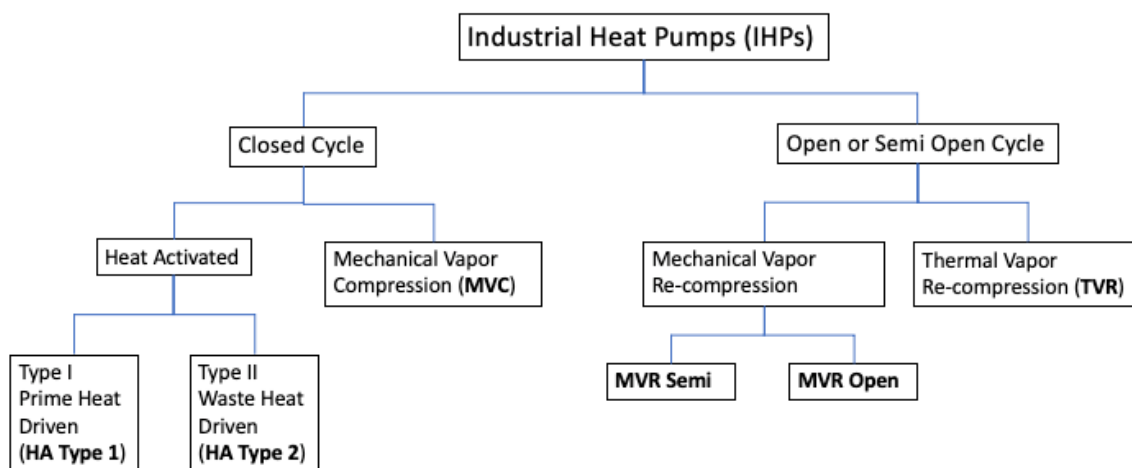 Industrial Heat Pumps (IHPs)
Closed Cycle
Open or Semi Open Cycle
Heat Activated
Mechanical Vapor
Compression (MVC)
Mechanical Vapor
Re-compression
Thermal Vapor
Re-compression (TVR)
Type I
Prime Heat
Driven
(HA Type 1)
Type II
Waste Heat
Driven
(HA Type 2)
MVR Semi
MVR Open